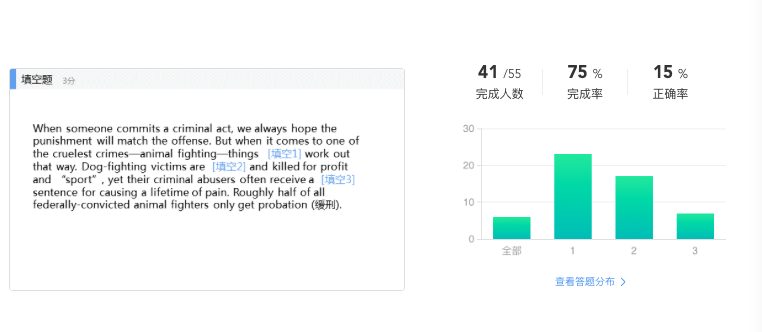 填空题 3分
When someone commits a criminal act, we always hope the
punishment will match the offense. But when it comes to one of
the cruelest crimes—animal fighting—things [填空1] work out
that way. Dog-fighting victims are [填空2] and killed for profit
and “sport”, yet their criminal abusers often receive a [填空3]
sentence for causing a lifetime of pain. Roughly half of all
federally-convicted animal fighters only get probation (缓刑).
41 /55
完成人数
75 %
完成率
15 %
正确率
30
20
10
0
全部 1 2 3
查看答题分布 >